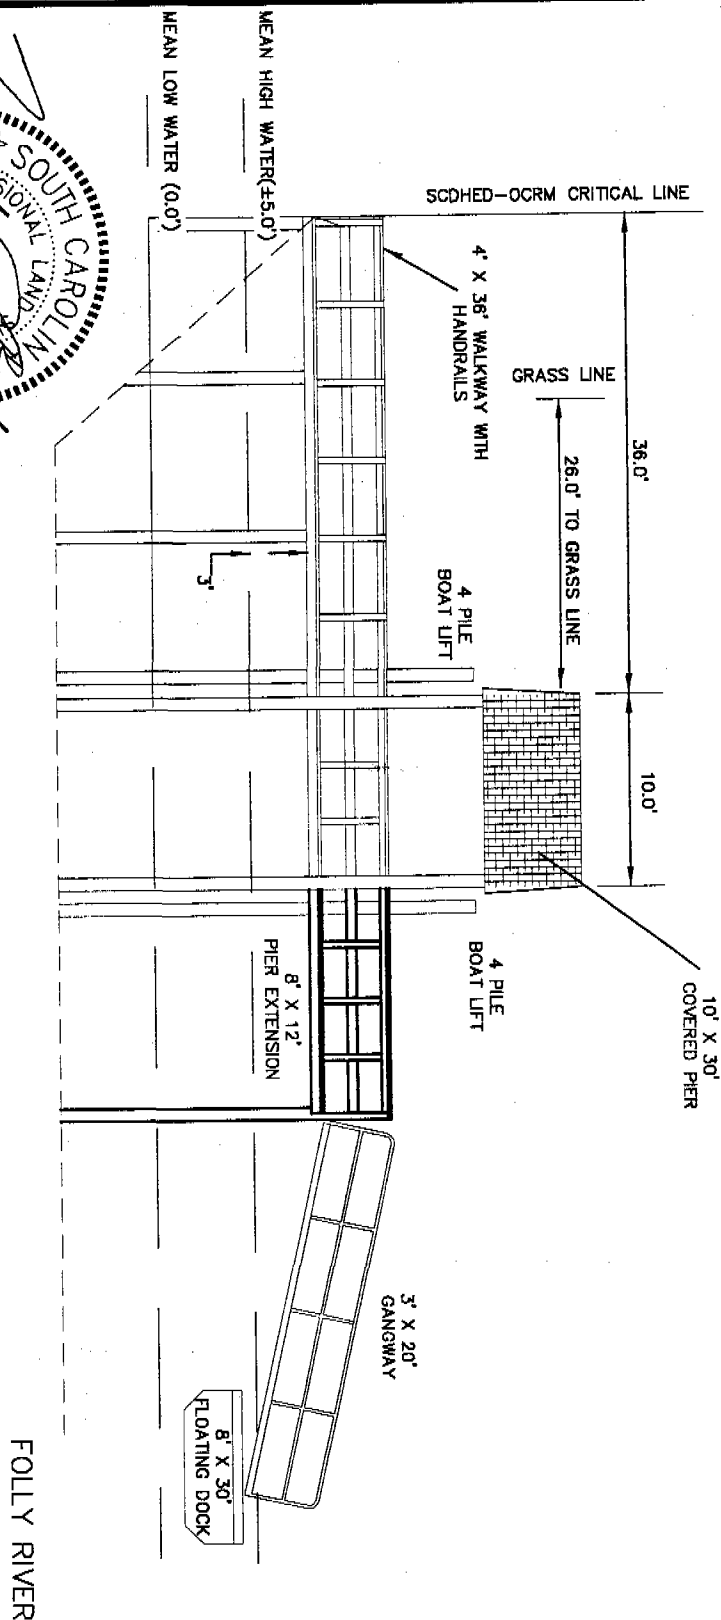 SCDHED-OCRM CRITICAL LINE
36.0'
GRASS LINE
26.0' TO GRASS LINE
10.0'
10' X 30'
COVERED PIER
4' X 36' WALKWAY WITH
HANDRAILS
4 PILE
BOAT LIFT
4 PILE
BOAT LIFT
MEAN HIGH WATER(±5.0')
MEAN LOW WATER (0.0')
3'
8' X 12'
PIER EXTENSION
3' X 20'
GANGWAY
8' X 30'
FLOATING DOCK
FOLLY RIVER
SOUTH CAROLIN
SIONAL LAND